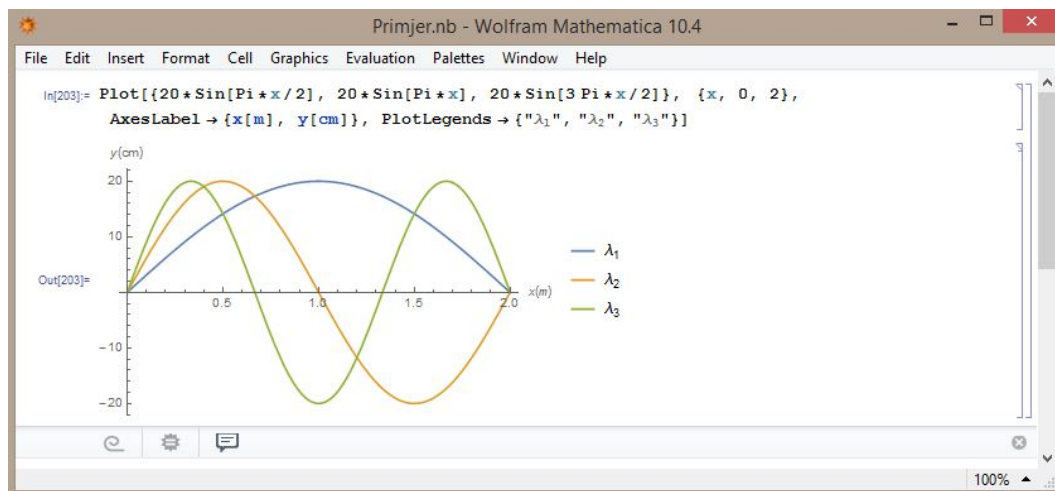 Primjer.nb - Wolfram Mathematica 10.4
File Edit Insert Format Cell Graphics Evaluation Palettes Window Help
In[203]:= Plot[{20*Sin[Pi*x/2], 20*Sin[Pi*x], 20*Sin[3 Pi*x/2]}, {x, 0, 2},
AxesLabel → {x[m], y[cm]}, PlotLegends → {"λ₁", "λ₂", "λ₃"}]
y(cm)
20
10
λ₁
Out[203]=
λ₂
x(m)
0.5 1.0 1.5 2.0
λ₃
-10
-20
100%